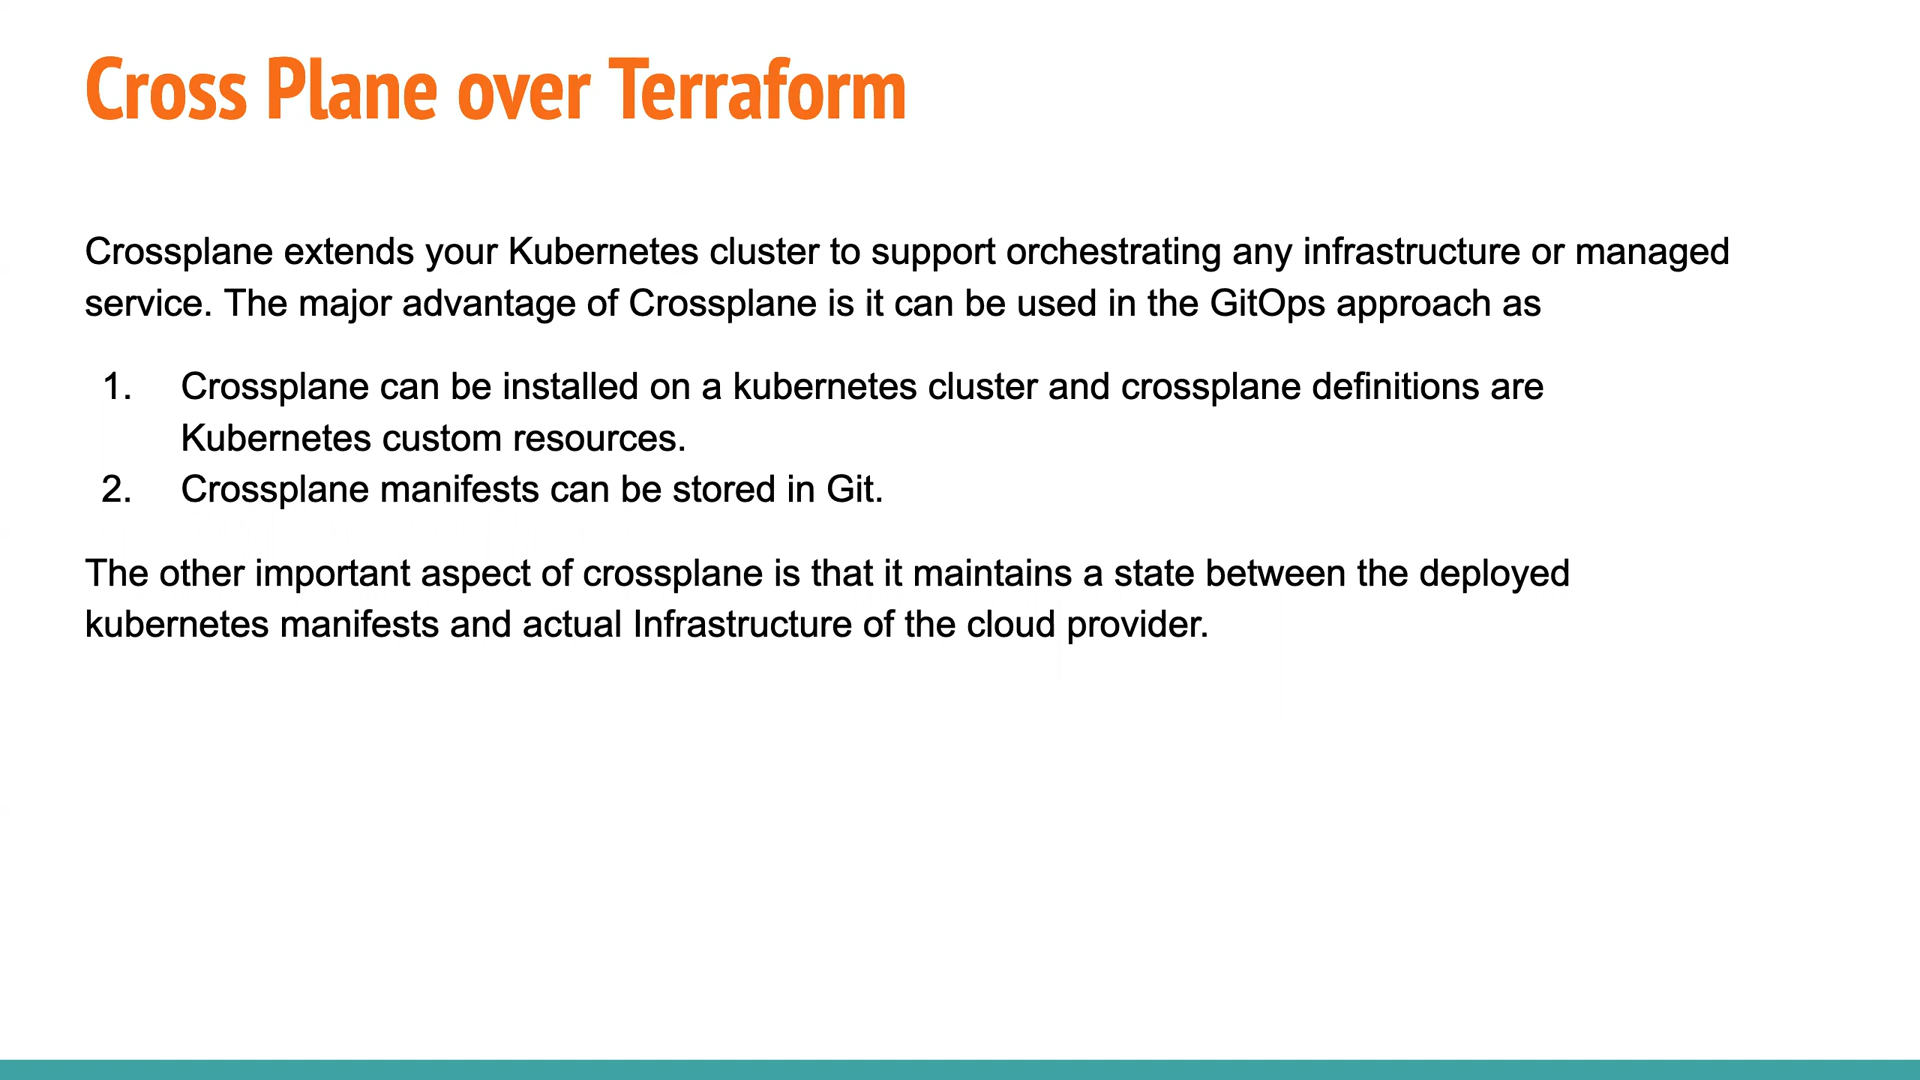 Cross Plane over Terraform
Crossplane extends your Kubernetes cluster to support orchestrating any infrastructure or managed
service. The major advantage of Crossplane is it can be used in the GitOps approach as
1. Crossplane can be installed on a kubernetes cluster and crossplane definitions are
Kubernetes custom resources.
2. Crossplane manifests can be stored in Git.
The other important aspect of crossplane is that it maintains a state between the deployed
kubernetes manifests and actual Infrastructure of the cloud provider.